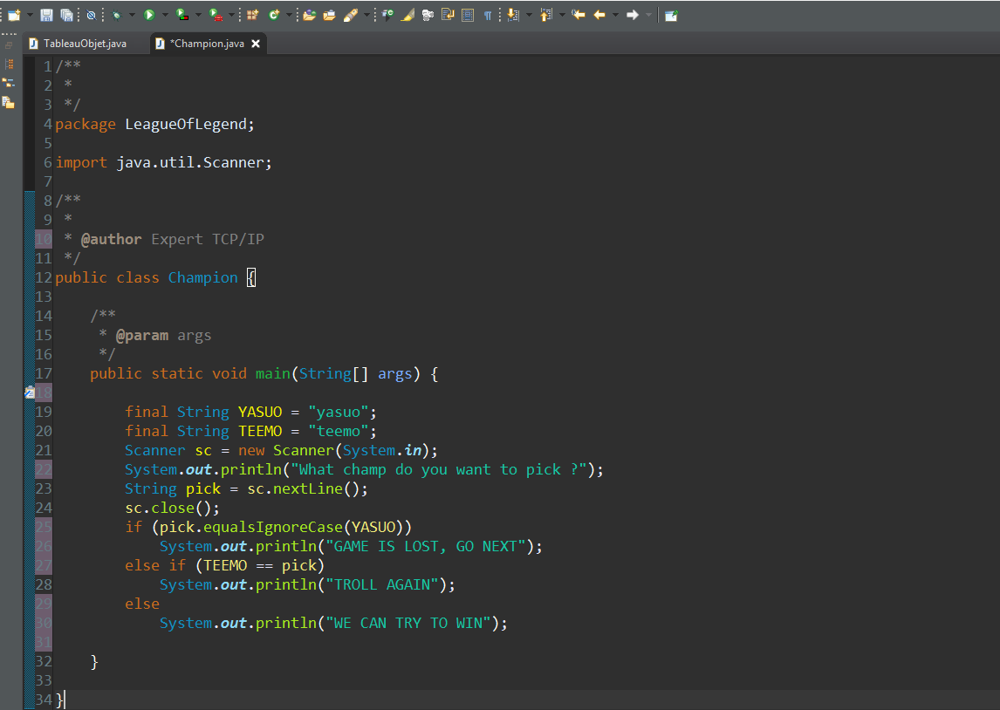 TableauObjet.java *Champion.java
1 /**
2 *
3 */
4 package LeagueOfLegend;
5
6 import java.util.Scanner;
7
8 /**
9 *
10 * @author Expert TCP/IP
11 */
12 public class Champion {
13
14 /**
15 * @param args
16 */
17 public static void main(String[] args) {
18
19 final String YASUO = "yasuo";
20 final String TEEMO = "teemo";
21 Scanner sc = new Scanner(System.in);
22 System.out.println("What champ do you want to pick ?");
23 String pick = sc.nextLine();
24 sc.close();
25 if (pick.equalsIgnoreCase(YASUO))
26 System.out.println("GAME IS LOST, GO NEXT");
27 else if (TEEMO == pick)
28 System.out.println("TROLL AGAIN");
29 else
30 System.out.println("WE CAN TRY TO WIN");
31
32 }
33
34 }